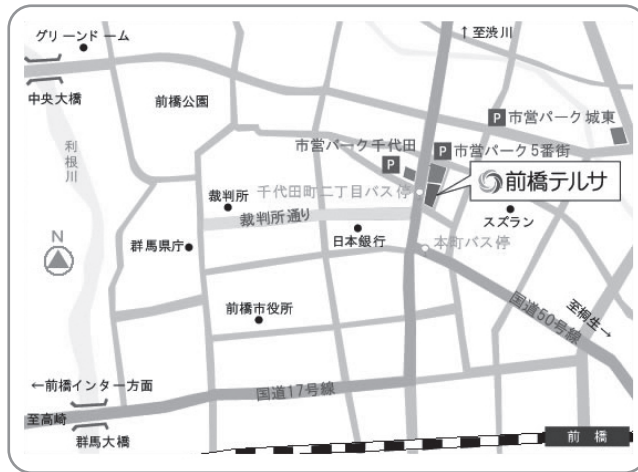 グリーンドーム
↑至渋川
中央大橋
前橋公園
P 市営パーク城東
利根川
市営パーク千代田
P
P 市営パーク5番街
前橋テルサ
裁判所
千代田町二丁目バス停
スズラン
裁判所通り
N
群馬県庁
日本銀行
本町バス停
前橋市役所
国道50号線
至桐生→
←前橋インター方面
国道17号線
至高崎
群馬大橋
前橋